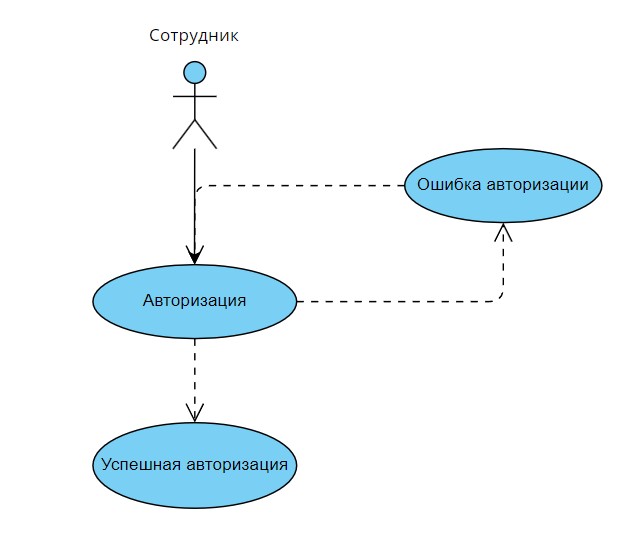 Сотрудник
Ошибка авторизации
Авторизация
Успешная авторизация